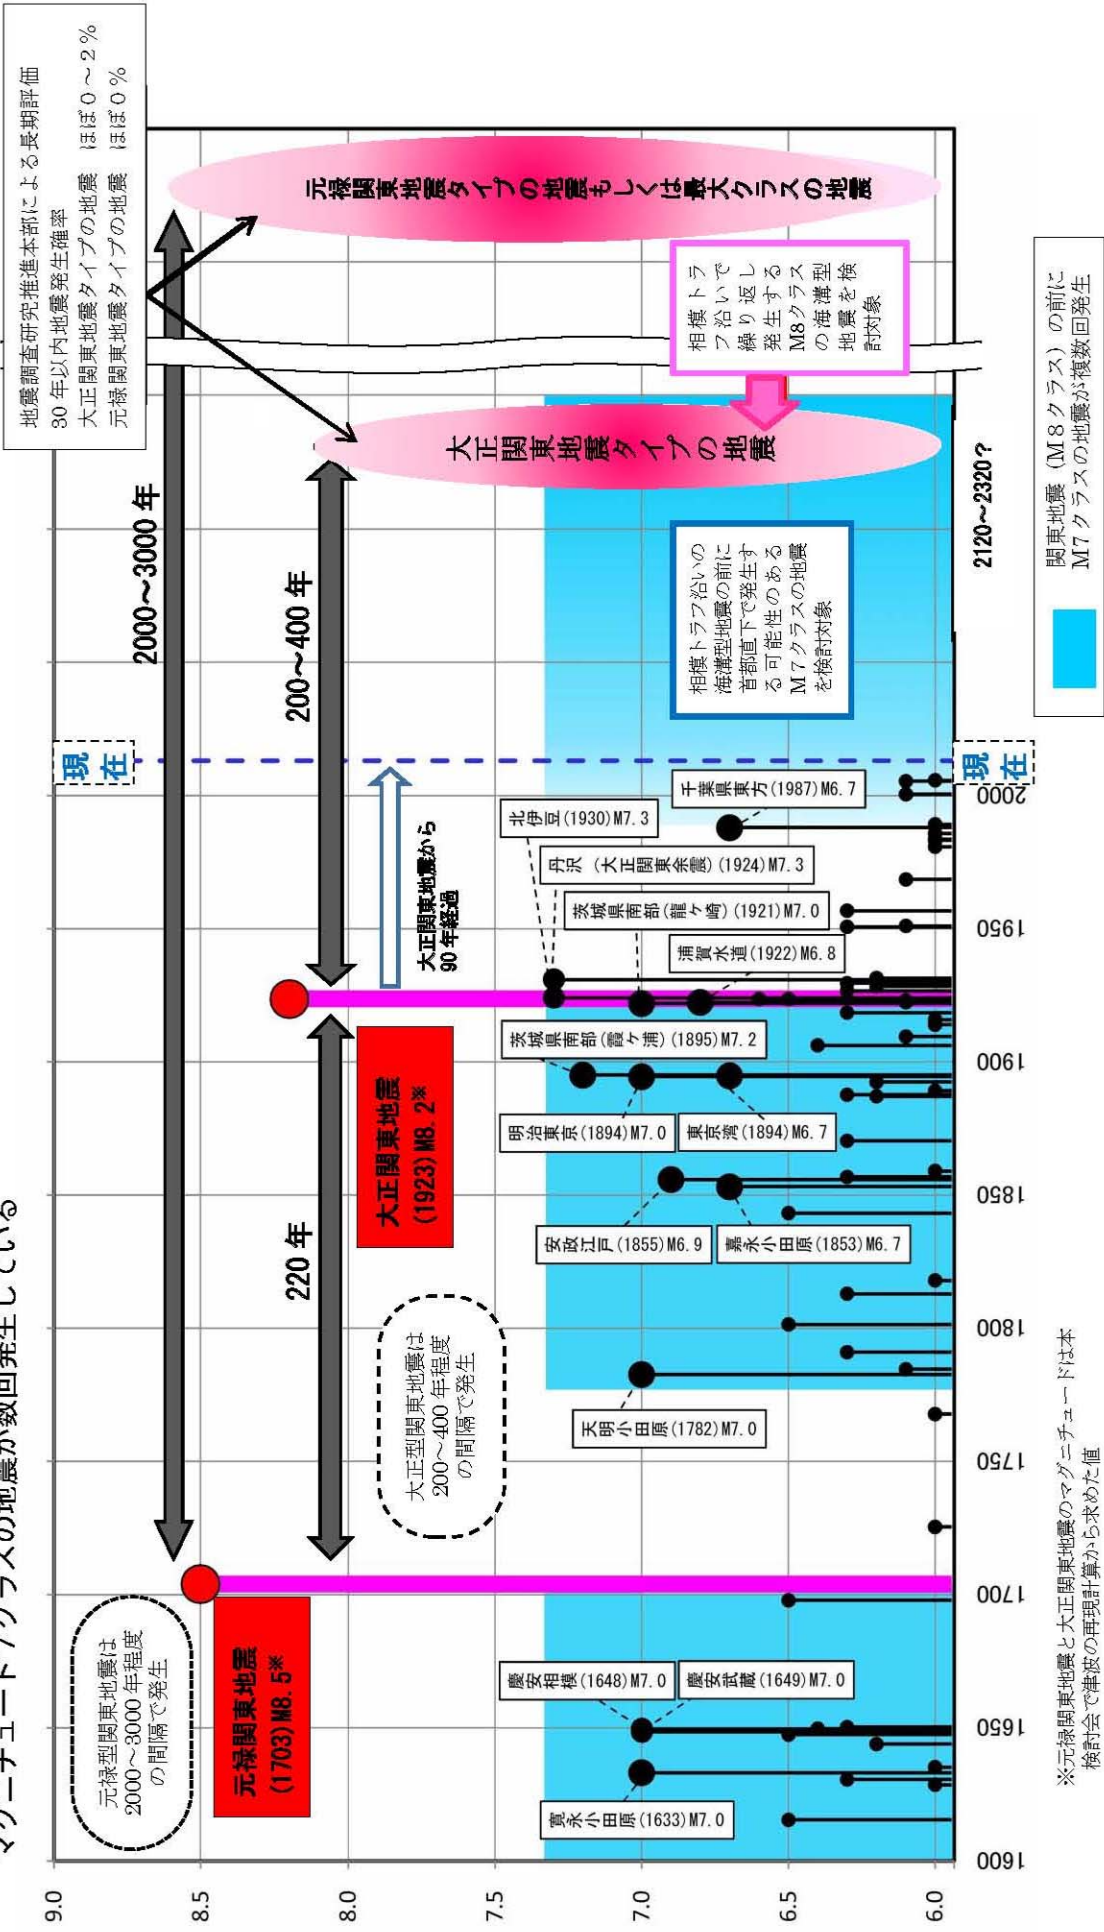 マグニチュード7クラスの地震が数回発生している
地震調査研究推進本部による長期評価
30年以内地震発生確率
大正関東地震タイプの地震　ほぼ0～2%
元禄関東地震タイプの地震　ほぼ0%
元禄型関東地震は
2000～3000年程度
の間隔で発生
2000～3000年
元禄関東地震
(1703)M8.5※
220年
200～400年
大正関東地震
(1923)M8.2※
大正型関東地震は
200～400年程度
の間隔で発生
大正関東地震から
90年経過
現在
元禄関東地震タイプの地震もしくは最大クラスの地震
大正関東地震タイプの地震
相模トラ
フ沿いで
繰り返し
発生する
M8クラス
の海溝型
地震を検
討対象
相模トラフ沿いの
海溝型地震の前に
首都直下で発生す
る可能性のある
M7クラスの地震
を検討対象
寛永小田原(1633)M7.0
慶安相模(1648)M7.0
慶安武蔵(1649)M7.0
天明小田原(1782)M7.0
安政江戸(1855)M6.9
嘉永小田原(1853)M6.7
明治東京(1894)M7.0
東京湾(1894)M6.7
茨城県南部(霞ケ浦)(1895)M7.2
浦賀水道(1922)M6.8
茨城県南部(龍ケ崎)(1921)M7.0
丹沢（大正関東余震）(1924)M7.3
北伊豆(1930)M7.3
千葉県東方(1987)M6.7
9.0
8.5
8.0
7.5
7.0
6.5
6.0
1600
1650
1700
1750
1800
1850
1900
1950
2000
現在
2120～2320？
※元禄関東地震と大正関東地震のマグニチュードは本
検討会で津波の再現計算から求めた値
関東地震（M8クラス）の前に
M7クラスの地震が複数回発生